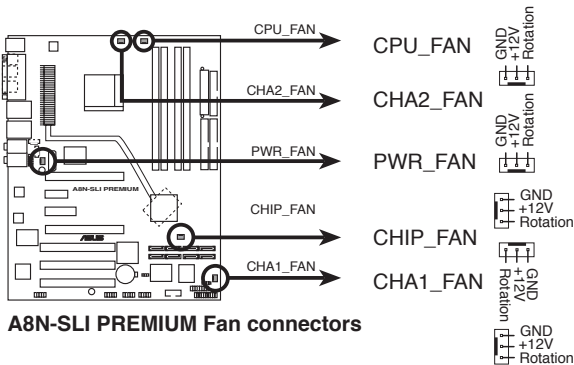 CPU_FAN
CPU_FAN
CHA2_FAN
CHA2_FAN
PWR_FAN
PWR_FAN
CHIP_FAN
CHIP_FAN
CHA1_FAN
CHA1_FAN
A8N-SLI PREMIUM
ASUS
GND
+12V
Rotation
GND
+12V
Rotation
GND
+12V
Rotation
GND
+12V
Rotation
GND
+12V
Rotation
A8N-SLI PREMIUM Fan connectors